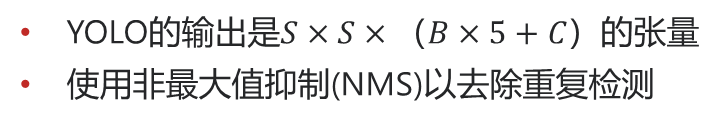 • YOLO的输出是S × S × （B × 5 + C）的张量
• 使用非最大值抑制(NMS)以去除重复检测